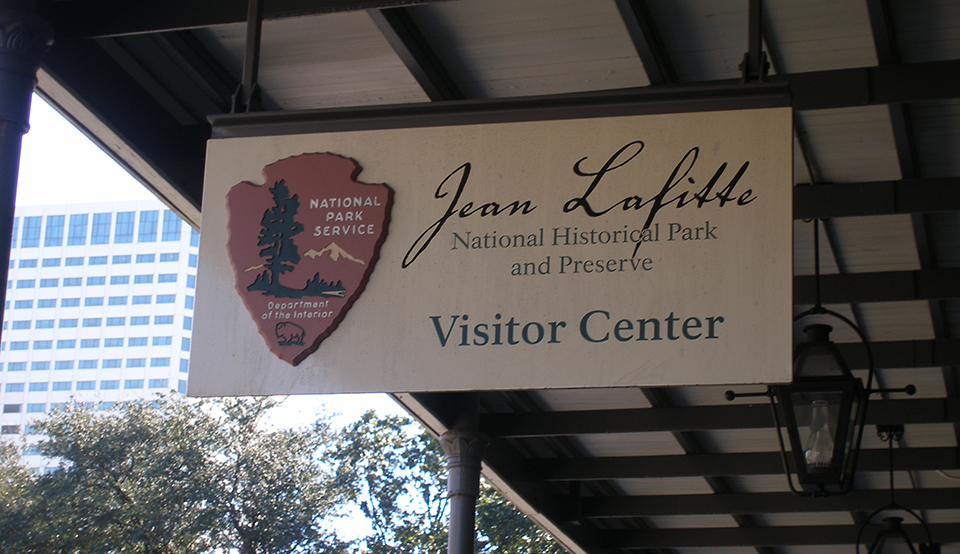 NATIONAL
PARK
SERVICE
Department
of the Interior
Jean Lafitte
National Historical Park
and Preserve
Visitor Center